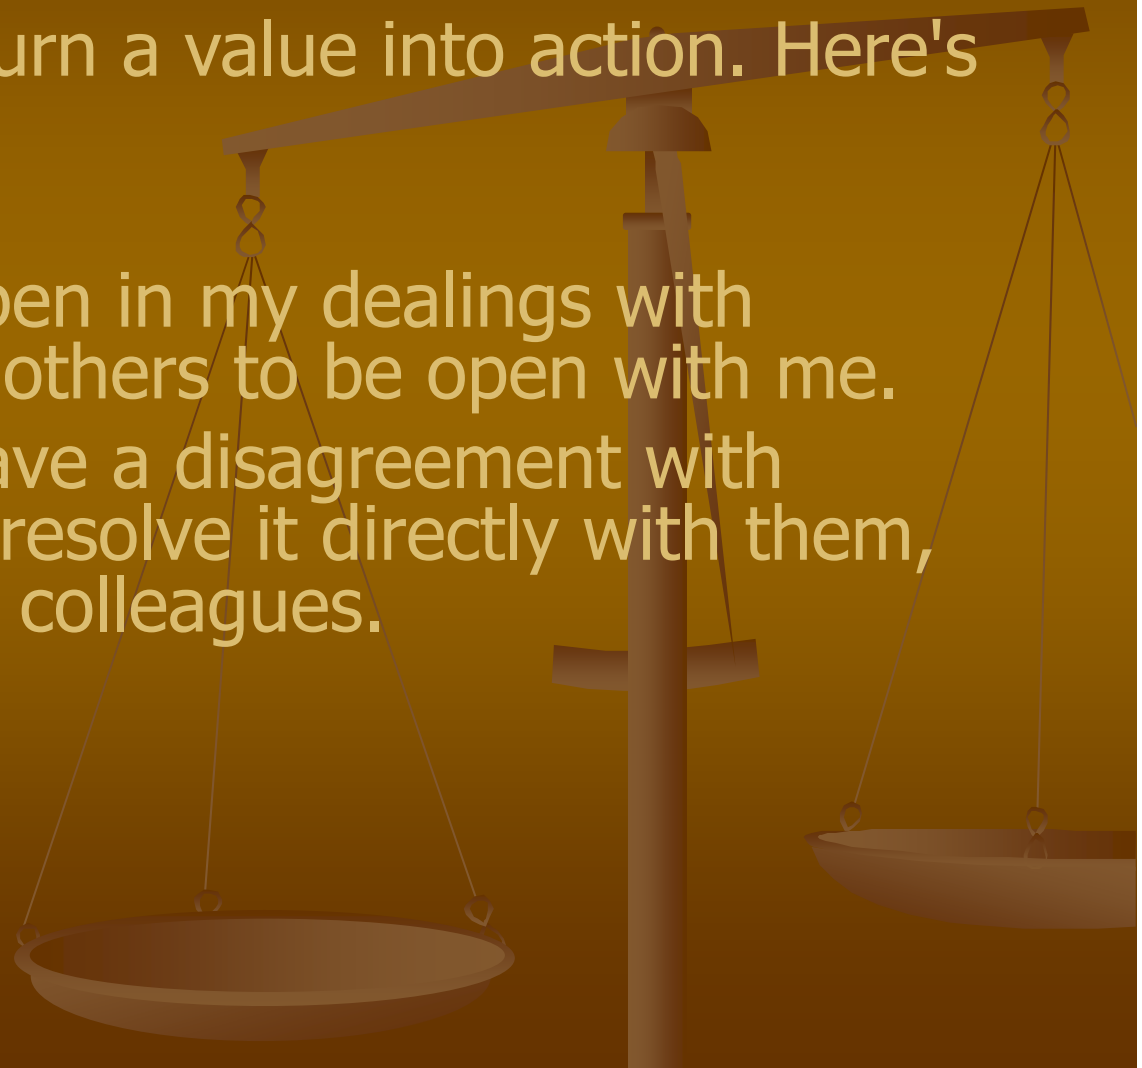 urn a value into action. Here's
pen in my dealings with
others to be open with me.
ave a disagreement with
resolve it directly with them,
colleagues.